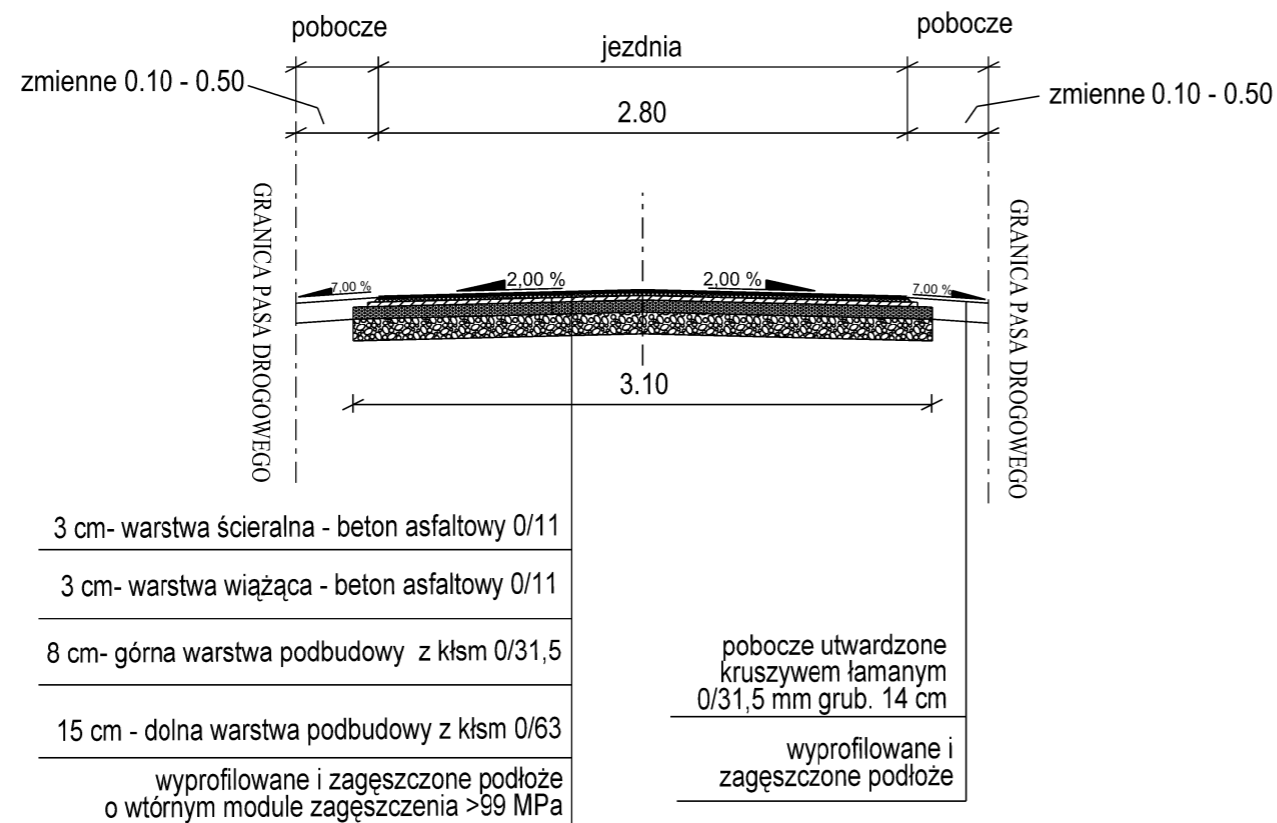 pobocze
jezdnia
pobocze
zmienne 0.10 - 0.50
2.80
zmienne 0.10 - 0.50
GRANICA PASA DROGOWEGO
GRANICA PASA DROGOWEGO
7,00 %
2,00 %
2,00 %
7,00 %
3.10
3 cm- warstwa ścieralna - beton asfaltowy 0/11
3 cm- warstwa wiążąca - beton asfaltowy 0/11
8 cm- górna warstwa podbudowy z kłsm 0/31,5
15 cm - dolna warstwa podbudowy z kłsm 0/63
wyprofilowane i zagęszczone podłoże
o wtórnym module zagęszczenia >99 MPa
pobocze utwardzone
kruszywem łamanym
0/31,5 mm grub. 14 cm
wyprofilowane i
zagęszczone podłoże